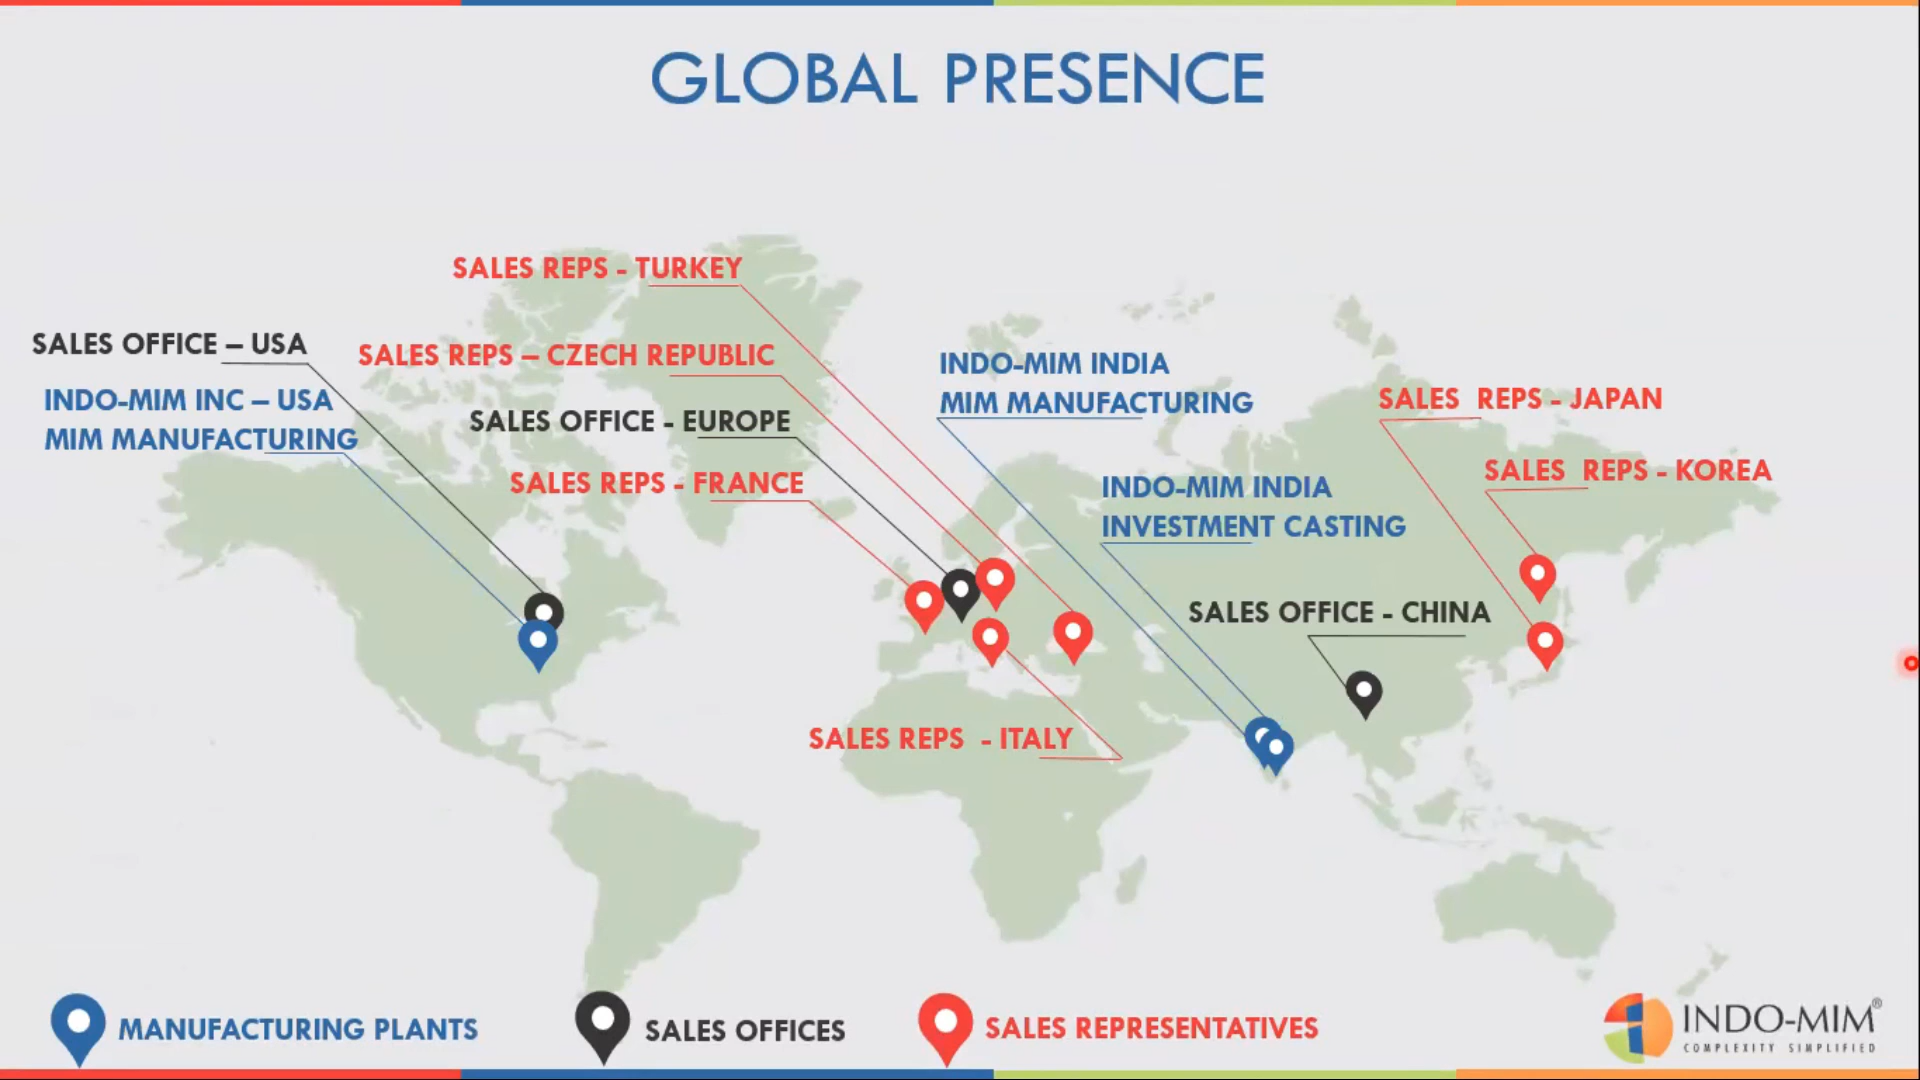 GLOBAL PRESENCE
SALES REPS - TURKEY
SALES OFFICE – USA
SALES REPS – CZECH REPUBLIC
INDO-MIM INDIA
MIM MANUFACTURING
INDO-MIM INC – USA
MIM MANUFACTURING
SALES OFFICE - EUROPE
SALES REPS - JAPAN
SALES REPS - FRANCE
SALES REPS - KOREA
INDO-MIM INDIA
INVESTMENT CASTING
SALES OFFICE - CHINA
SALES REPS - ITALY
MANUFACTURING PLANTS
SALES OFFICES
SALES REPRESENTATIVES
INDO-MIM®
COMPLEXITY SIMPLIFIED